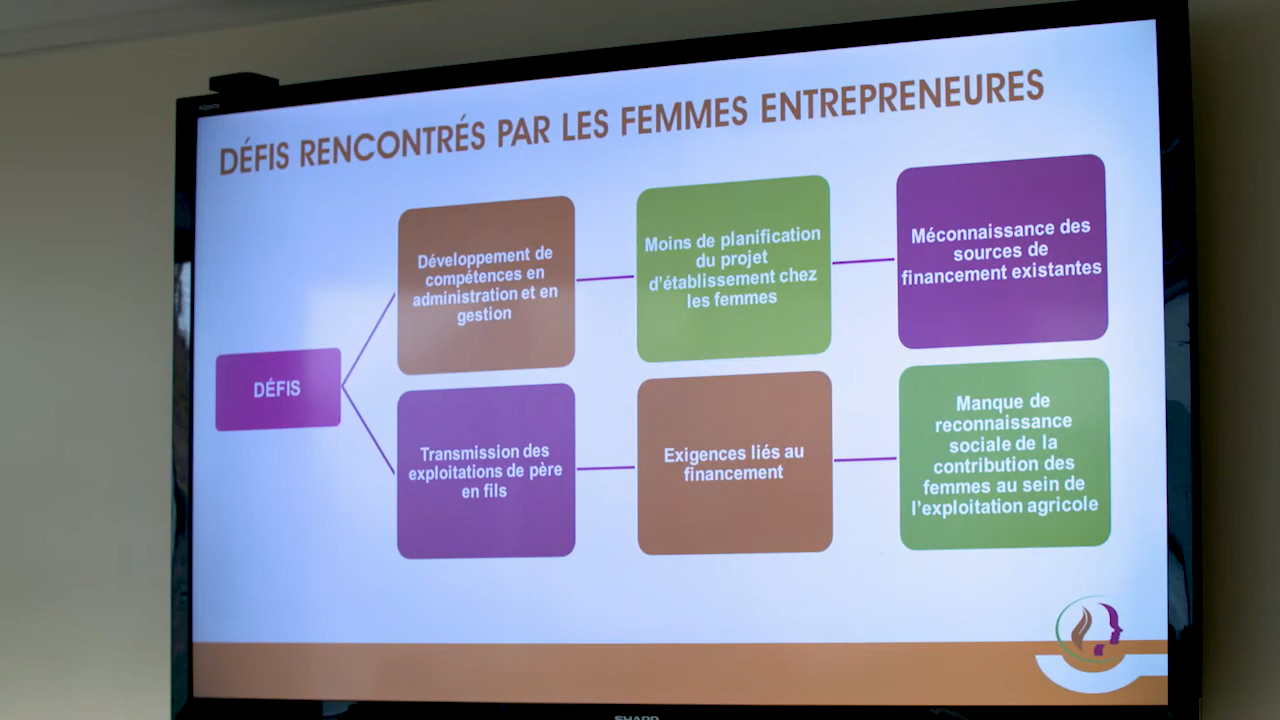 AQUOS
DÉFIS RENCONTRÉS PAR LES FEMMES ENTREPRENEURES
DÉFIS
Développement de
compétences en
administration et en
gestion
Moins de planification
du projet
d'établissement chez
les femmes
Méconnaissance des
sources de
financement existantes
Transmission des
exploitations de père
en fils
Exigences liés au
financement
Manque de
reconnaissance
sociale de la
contribution des
femmes au sein de
l'exploitation agricole
SHARP